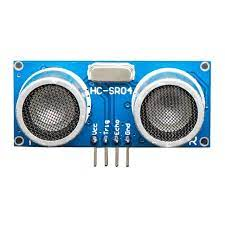 HC-SR04
Vcc
Trig
Echo
Gnd
R